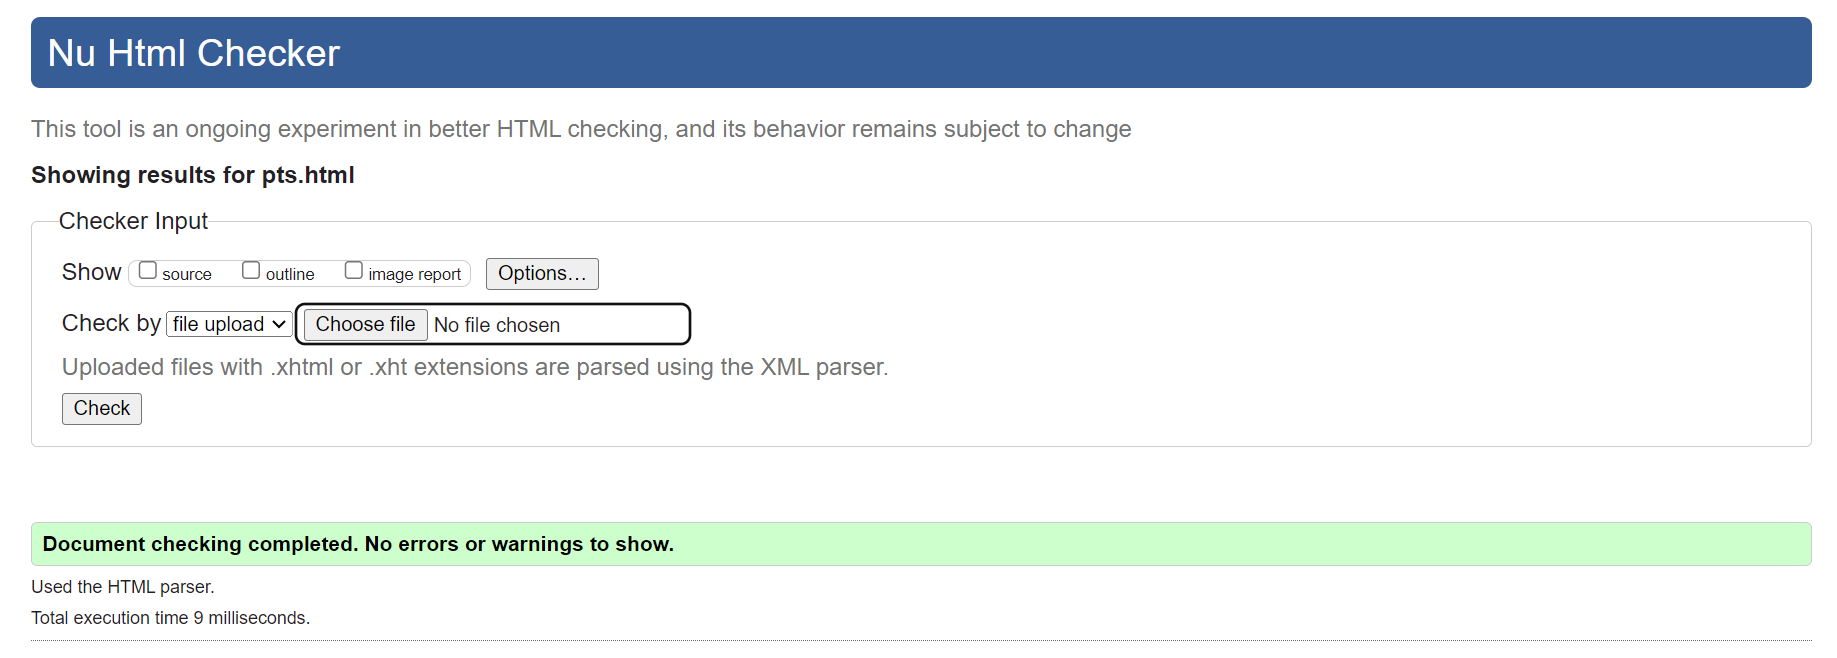 Nu Html Checker
This tool is an ongoing experiment in better HTML checking, and its behavior remains subject to change
Showing results for pts.html
Checker Input
Show source outline image report Options…
Check by file upload Choose file No file chosen
Uploaded files with .xhtml or .xht extensions are parsed using the XML parser.
Check
Document checking completed. No errors or warnings to show.
Used the HTML parser.
Total execution time 9 milliseconds.